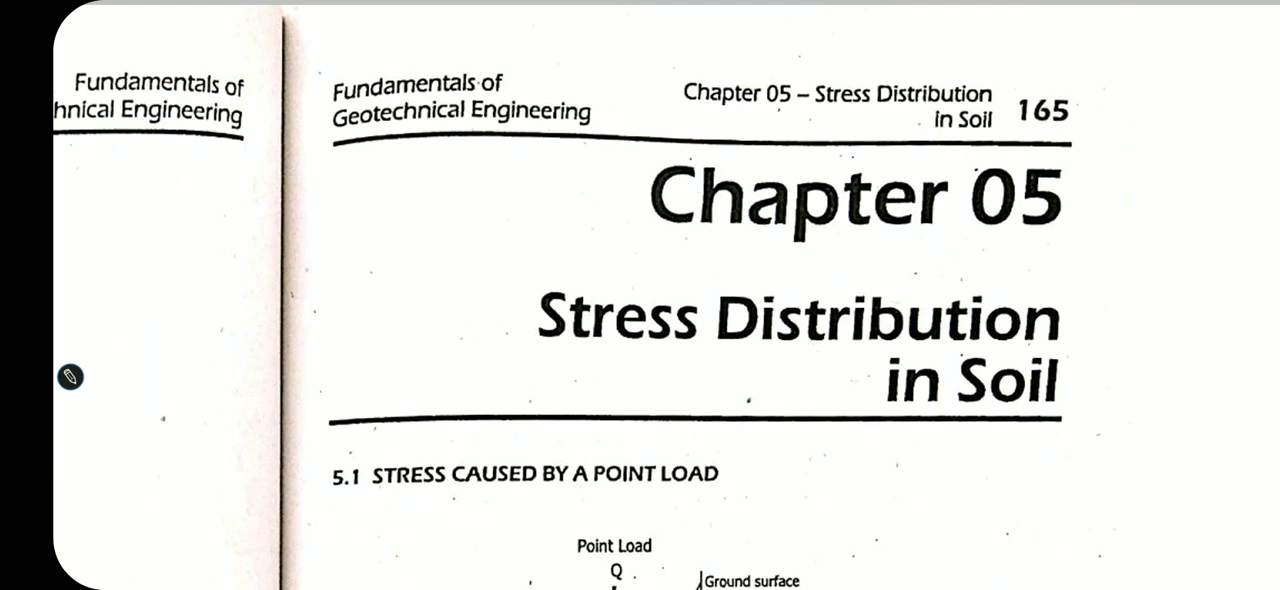 Fundamentals of
hnical Engineering
Fundamentals of
Geotechnical Engineering
Chapter 05 – Stress Distribution
in Soil
165
Chapter 05
Stress Distribution
in Soil
5.1 STRESS CAUSED BY A POINT LOAD
Point Load
Q
Ground surface